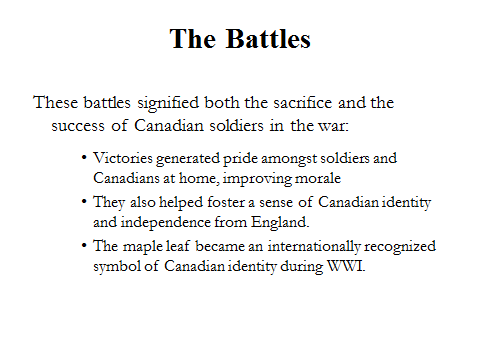 The Battles
These battles signified both the sacrifice and the
success of Canadian soldiers in the war:
• Victories generated pride amongst soldiers and
Canadians at home, improving morale
• They also helped foster a sense of Canadian identity
and independence from England.
• The maple leaf became an internationally recognized
symbol of Canadian identity during WWI.